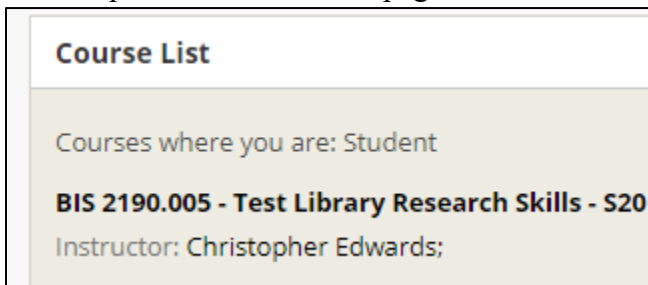 Course List
Courses where you are: Student
BIS 2190.005 - Test Library Research Skills - S20
Instructor: Christopher Edwards;